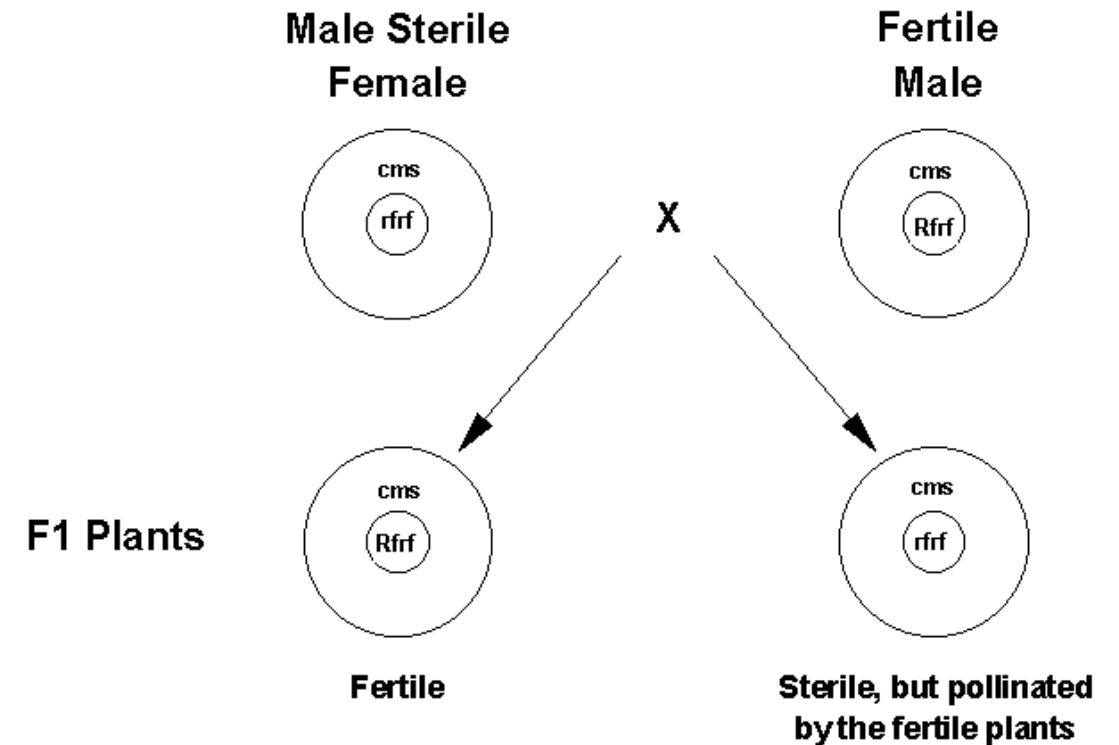 Male Sterile
Female
Fertile
Male
cms
rfrf
X
cms
Rfrf
F1 Plants
cms
Rfrf
cms
rfrf
Fertile
Sterile, but pollinated
by the fertile plants